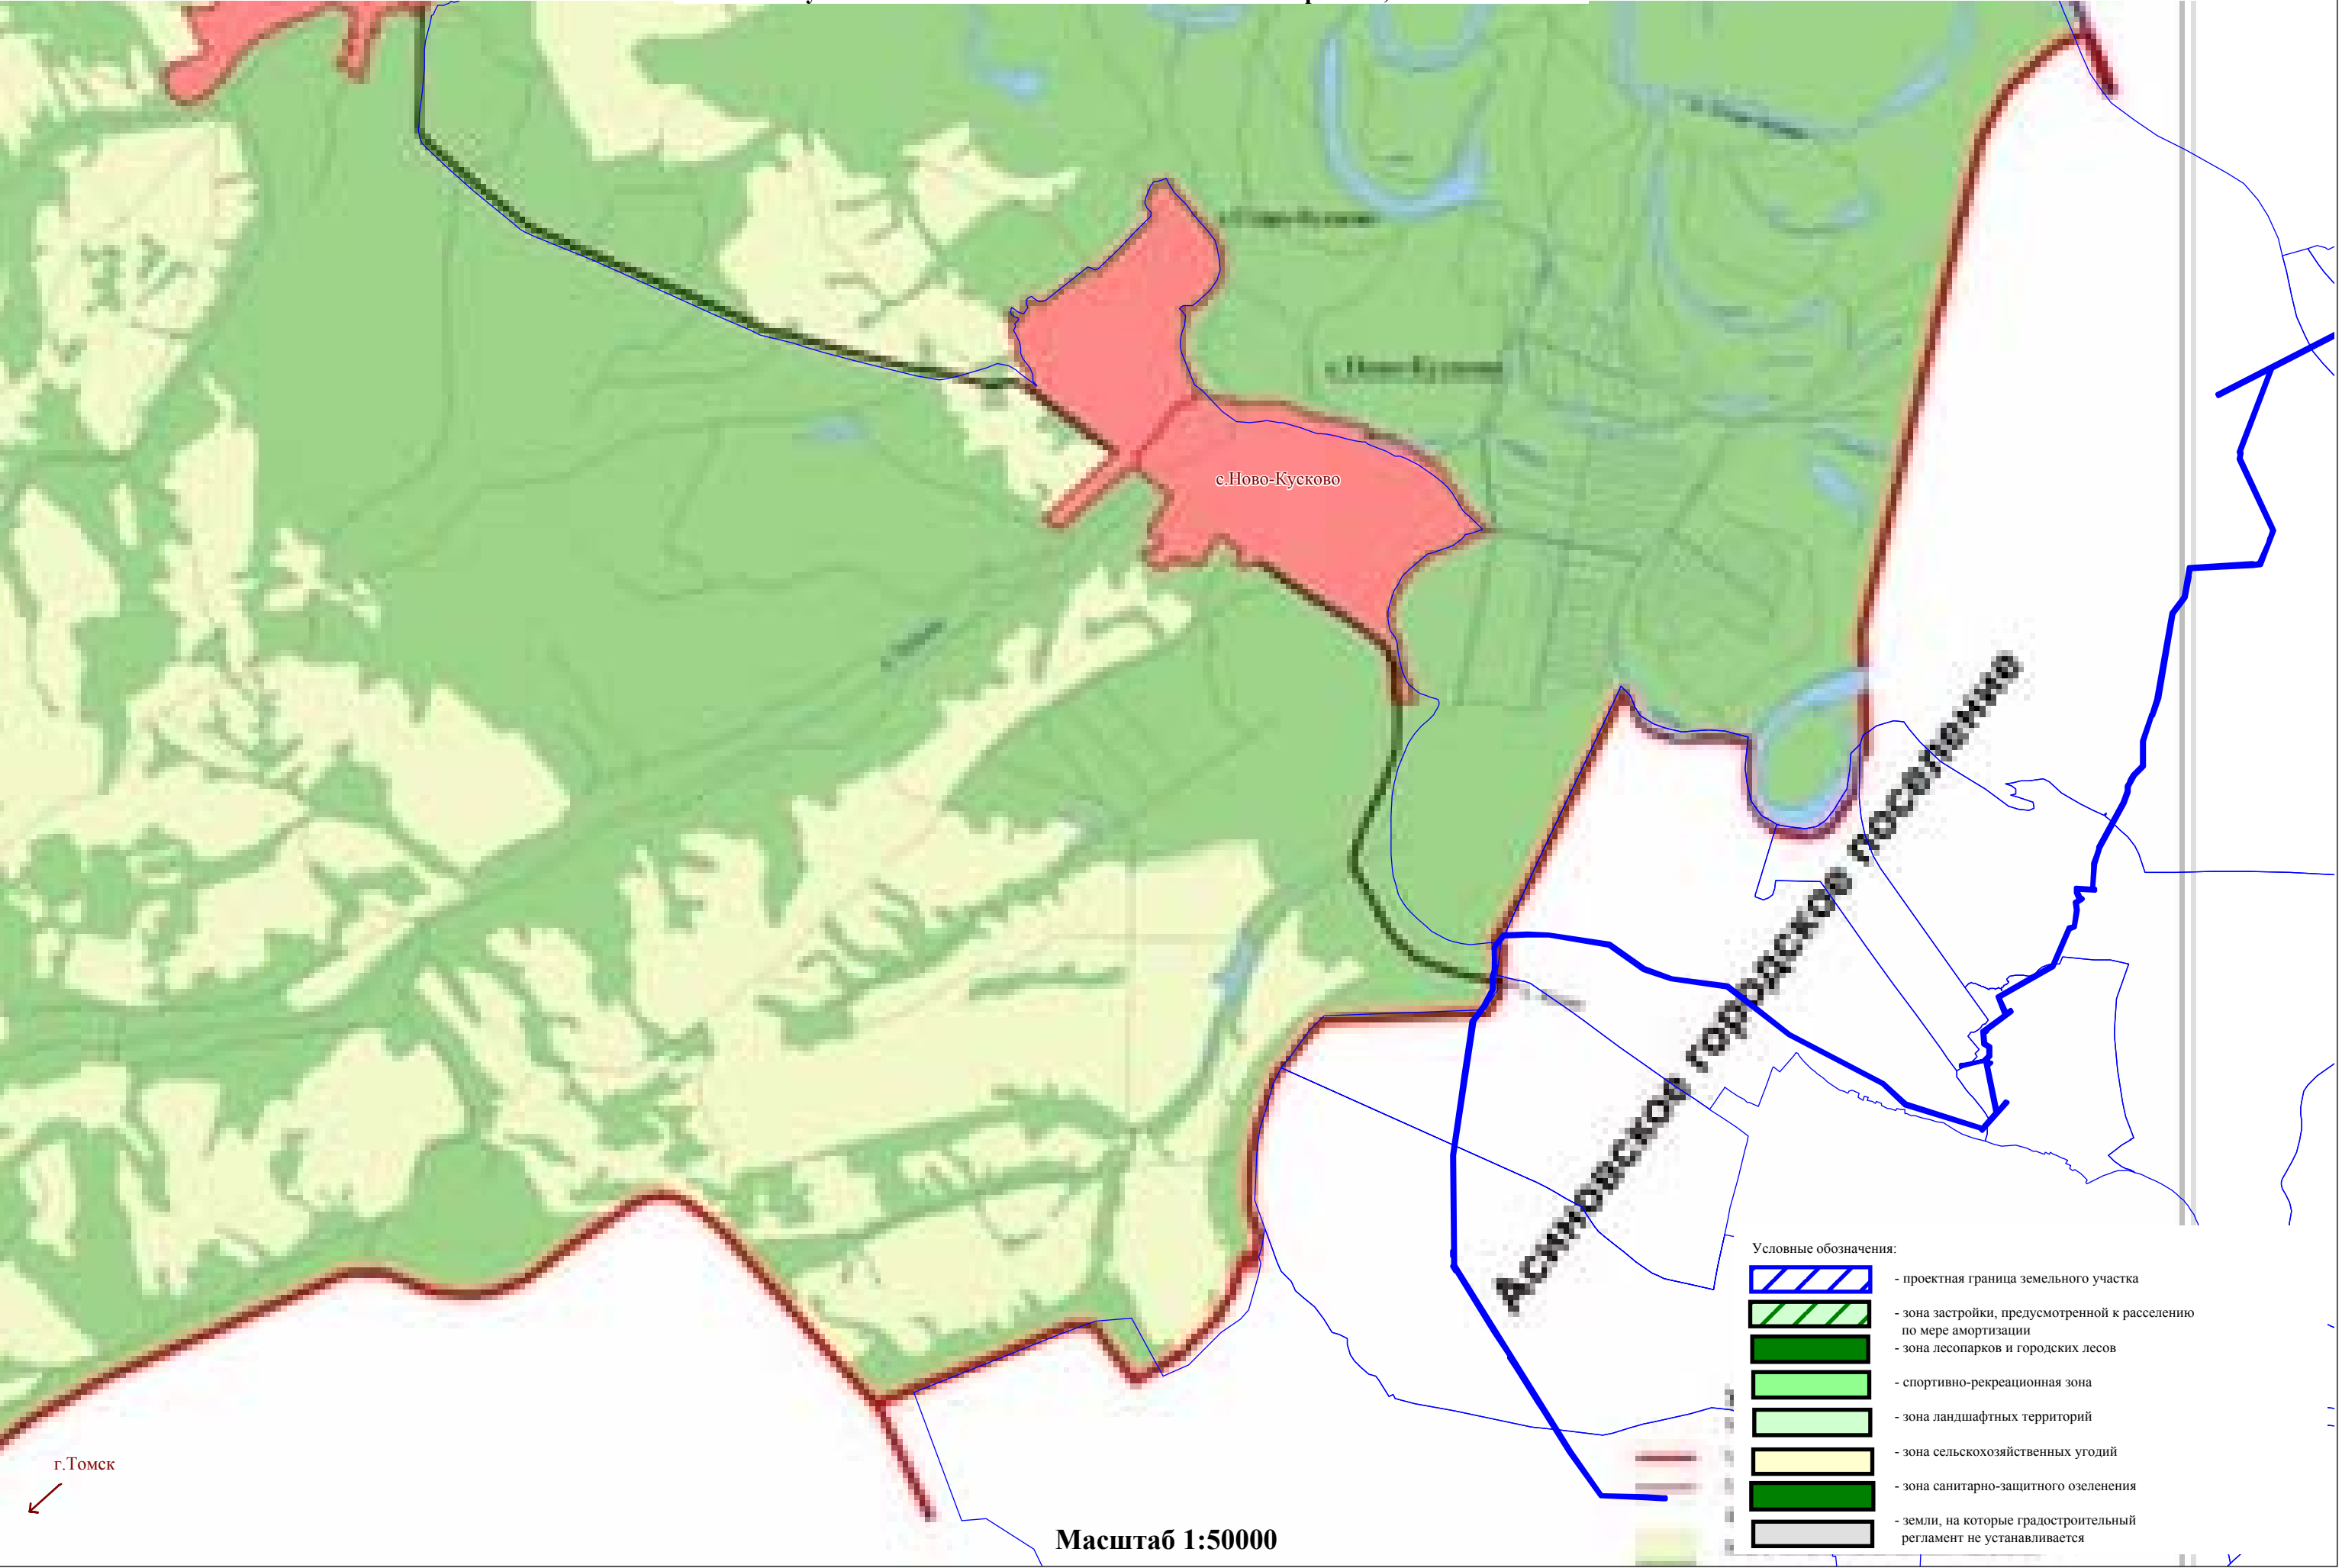 с.Ново-Кусково
с.Ново-Кусково
Асиновское городское поселение
Условные обозначения:
- проектная граница земельного участка
- зона застройки, предусмотренной к расселению
по мере амортизации
- зона лесопарков и городских лесов
- спортивно-рекреационная зона
- зона ландшафтных территорий
- зона сельскохозяйственных угодий
- зона санитарно-защитного озеленения
- земли, на которые градостроительный
регламент не устанавливается
г.Томск
Масштаб 1:50000